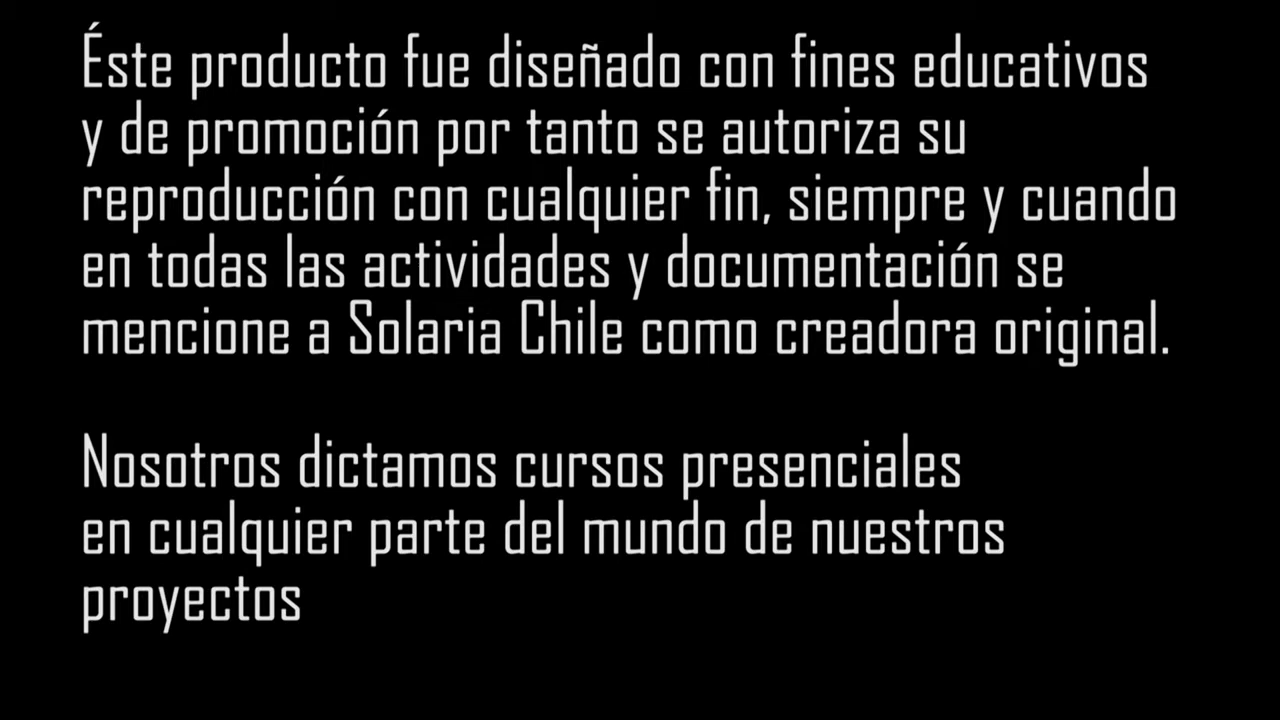 Éste producto fue diseñado con fines educativos
y de promoción por tanto se autoriza su
reproducción con cualquier fin, siempre y cuando
en todas las actividades y documentación se
mencione a Solaria Chile como creadora original.
Nosotros dictamos cursos presenciales
en cualquier parte del mundo de nuestros
proyectos